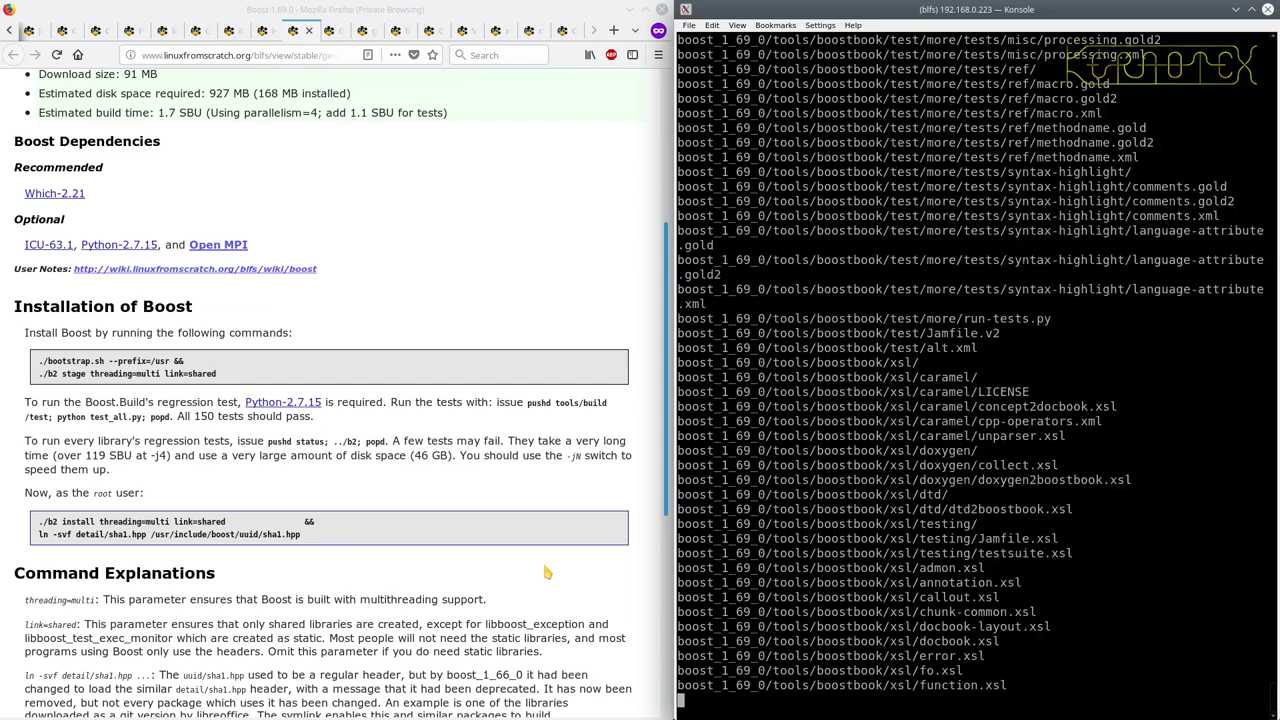 Boost-1.69.0 - Mozilla Firefox (Private Browsing)
www.linuxfromscratch.org/blfs/view/stable/ge
Search
Download size: 91 MB
Estimated disk space required: 927 MB (168 MB installed)
Estimated build time: 1.7 SBU (Using parallelism=4; add 1.1 SBU for tests)
Boost Dependencies
Recommended
Which-2.21
Optional
ICU-63.1, Python-2.7.15, and Open MPI
User Notes: http://wiki.linuxfromscratch.org/blfs/wiki/boost
Installation of Boost
Install Boost by running the following commands:
./bootstrap.sh --prefix=/usr &&
./b2 stage threading=multi link=shared
To run the Boost.Build's regression test, Python-2.7.15 is required. Run the tests with: issue pushd tools/build
/test; python test_all.py; popd. All 150 tests should pass.
To run every library's regression tests, issue pushd status; ../b2; popd. A few tests may fail. They take a very long
time (over 119 SBU at -j4) and use a very large amount of disk space (46 GB). You should use the -jN switch to
speed them up.
Now, as the root user:
./b2 install threading=multi link=shared &&
ln -svf detail/sha1.hpp /usr/include/boost/uuid/sha1.hpp
Command Explanations
threading=multi: This parameter ensures that Boost is built with multithreading support.
link=shared: This parameter ensures that only shared libraries are created, except for libboost_exception and
libboost_test_exec_monitor which are created as static. Most people will not need the static libraries, and most
programs using Boost only use the headers. Omit this parameter if you do need static libraries.
ln -svf detail/sha1.hpp ...: The uuid/sha1.hpp used to be a regular header, but by boost_1_66_0 it had been
changed to load the similar detail/sha1.hpp header, with a message that it had been deprecated. It has now been
removed, but not every package which uses it has been changed. An example is one of the libraries
downloaded as a git version by libreoffice. The symlink enables this and similar packages to build.
(blfs) 192.168.0.223 — Konsole
File Edit View Bookmarks Settings Help
boost_1_69_0/tools/boostbook/test/more/tests/misc/processing.gold2
boost_1_69_0/tools/boostbook/test/more/tests/misc/processing.xml
boost_1_69_0/tools/boostbook/test/more/tests/ref/
boost_1_69_0/tools/boostbook/test/more/tests/ref/macro.gold
boost_1_69_0/tools/boostbook/test/more/tests/ref/macro.gold2
boost_1_69_0/tools/boostbook/test/more/tests/ref/macro.xml
boost_1_69_0/tools/boostbook/test/more/tests/ref/methodname.gold
boost_1_69_0/tools/boostbook/test/more/tests/ref/methodname.gold2
boost_1_69_0/tools/boostbook/test/more/tests/ref/methodname.xml
boost_1_69_0/tools/boostbook/test/more/tests/syntax-highlight/
boost_1_69_0/tools/boostbook/test/more/tests/syntax-highlight/comments.gold
boost_1_69_0/tools/boostbook/test/more/tests/syntax-highlight/comments.gold2
boost_1_69_0/tools/boostbook/test/more/tests/syntax-highlight/comments.xml
boost_1_69_0/tools/boostbook/test/more/tests/syntax-highlight/language-attribute
.gold
boost_1_69_0/tools/boostbook/test/more/tests/syntax-highlight/language-attribute
.gold2
boost_1_69_0/tools/boostbook/test/more/tests/syntax-highlight/language-attribute
.xml
boost_1_69_0/tools/boostbook/test/more/run-tests.py
boost_1_69_0/tools/boostbook/test/Jamfile.v2
boost_1_69_0/tools/boostbook/test/alt.xml
boost_1_69_0/tools/boostbook/xsl/
boost_1_69_0/tools/boostbook/xsl/caramel/
boost_1_69_0/tools/boostbook/xsl/caramel/LICENSE
boost_1_69_0/tools/boostbook/xsl/caramel/concept2docbook.xsl
boost_1_69_0/tools/boostbook/xsl/caramel/cpp-operators.xml
boost_1_69_0/tools/boostbook/xsl/caramel/unparser.xsl
boost_1_69_0/tools/boostbook/xsl/doxygen/
boost_1_69_0/tools/boostbook/xsl/doxygen/collect.xsl
boost_1_69_0/tools/boostbook/xsl/doxygen/doxygen2boostbook.xsl
boost_1_69_0/tools/boostbook/xsl/dtd/
boost_1_69_0/tools/boostbook/xsl/dtd/dtd2boostbook.xsl
boost_1_69_0/tools/boostbook/xsl/testing/
boost_1_69_0/tools/boostbook/xsl/testing/Jamfile.xsl
boost_1_69_0/tools/boostbook/xsl/testing/testsuite.xsl
boost_1_69_0/tools/boostbook/xsl/admon.xsl
boost_1_69_0/tools/boostbook/xsl/annotation.xsl
boost_1_69_0/tools/boostbook/xsl/callout.xsl
boost_1_69_0/tools/boostbook/xsl/chunk-common.xsl
boost_1_69_0/tools/boostbook/xsl/docbook-layout.xsl
boost_1_69_0/tools/boostbook/xsl/docbook.xsl
boost_1_69_0/tools/boostbook/xsl/error.xsl
boost_1_69_0/tools/boostbook/xsl/fo.xsl
boost_1_69_0/tools/boostbook/xsl/function.xsl